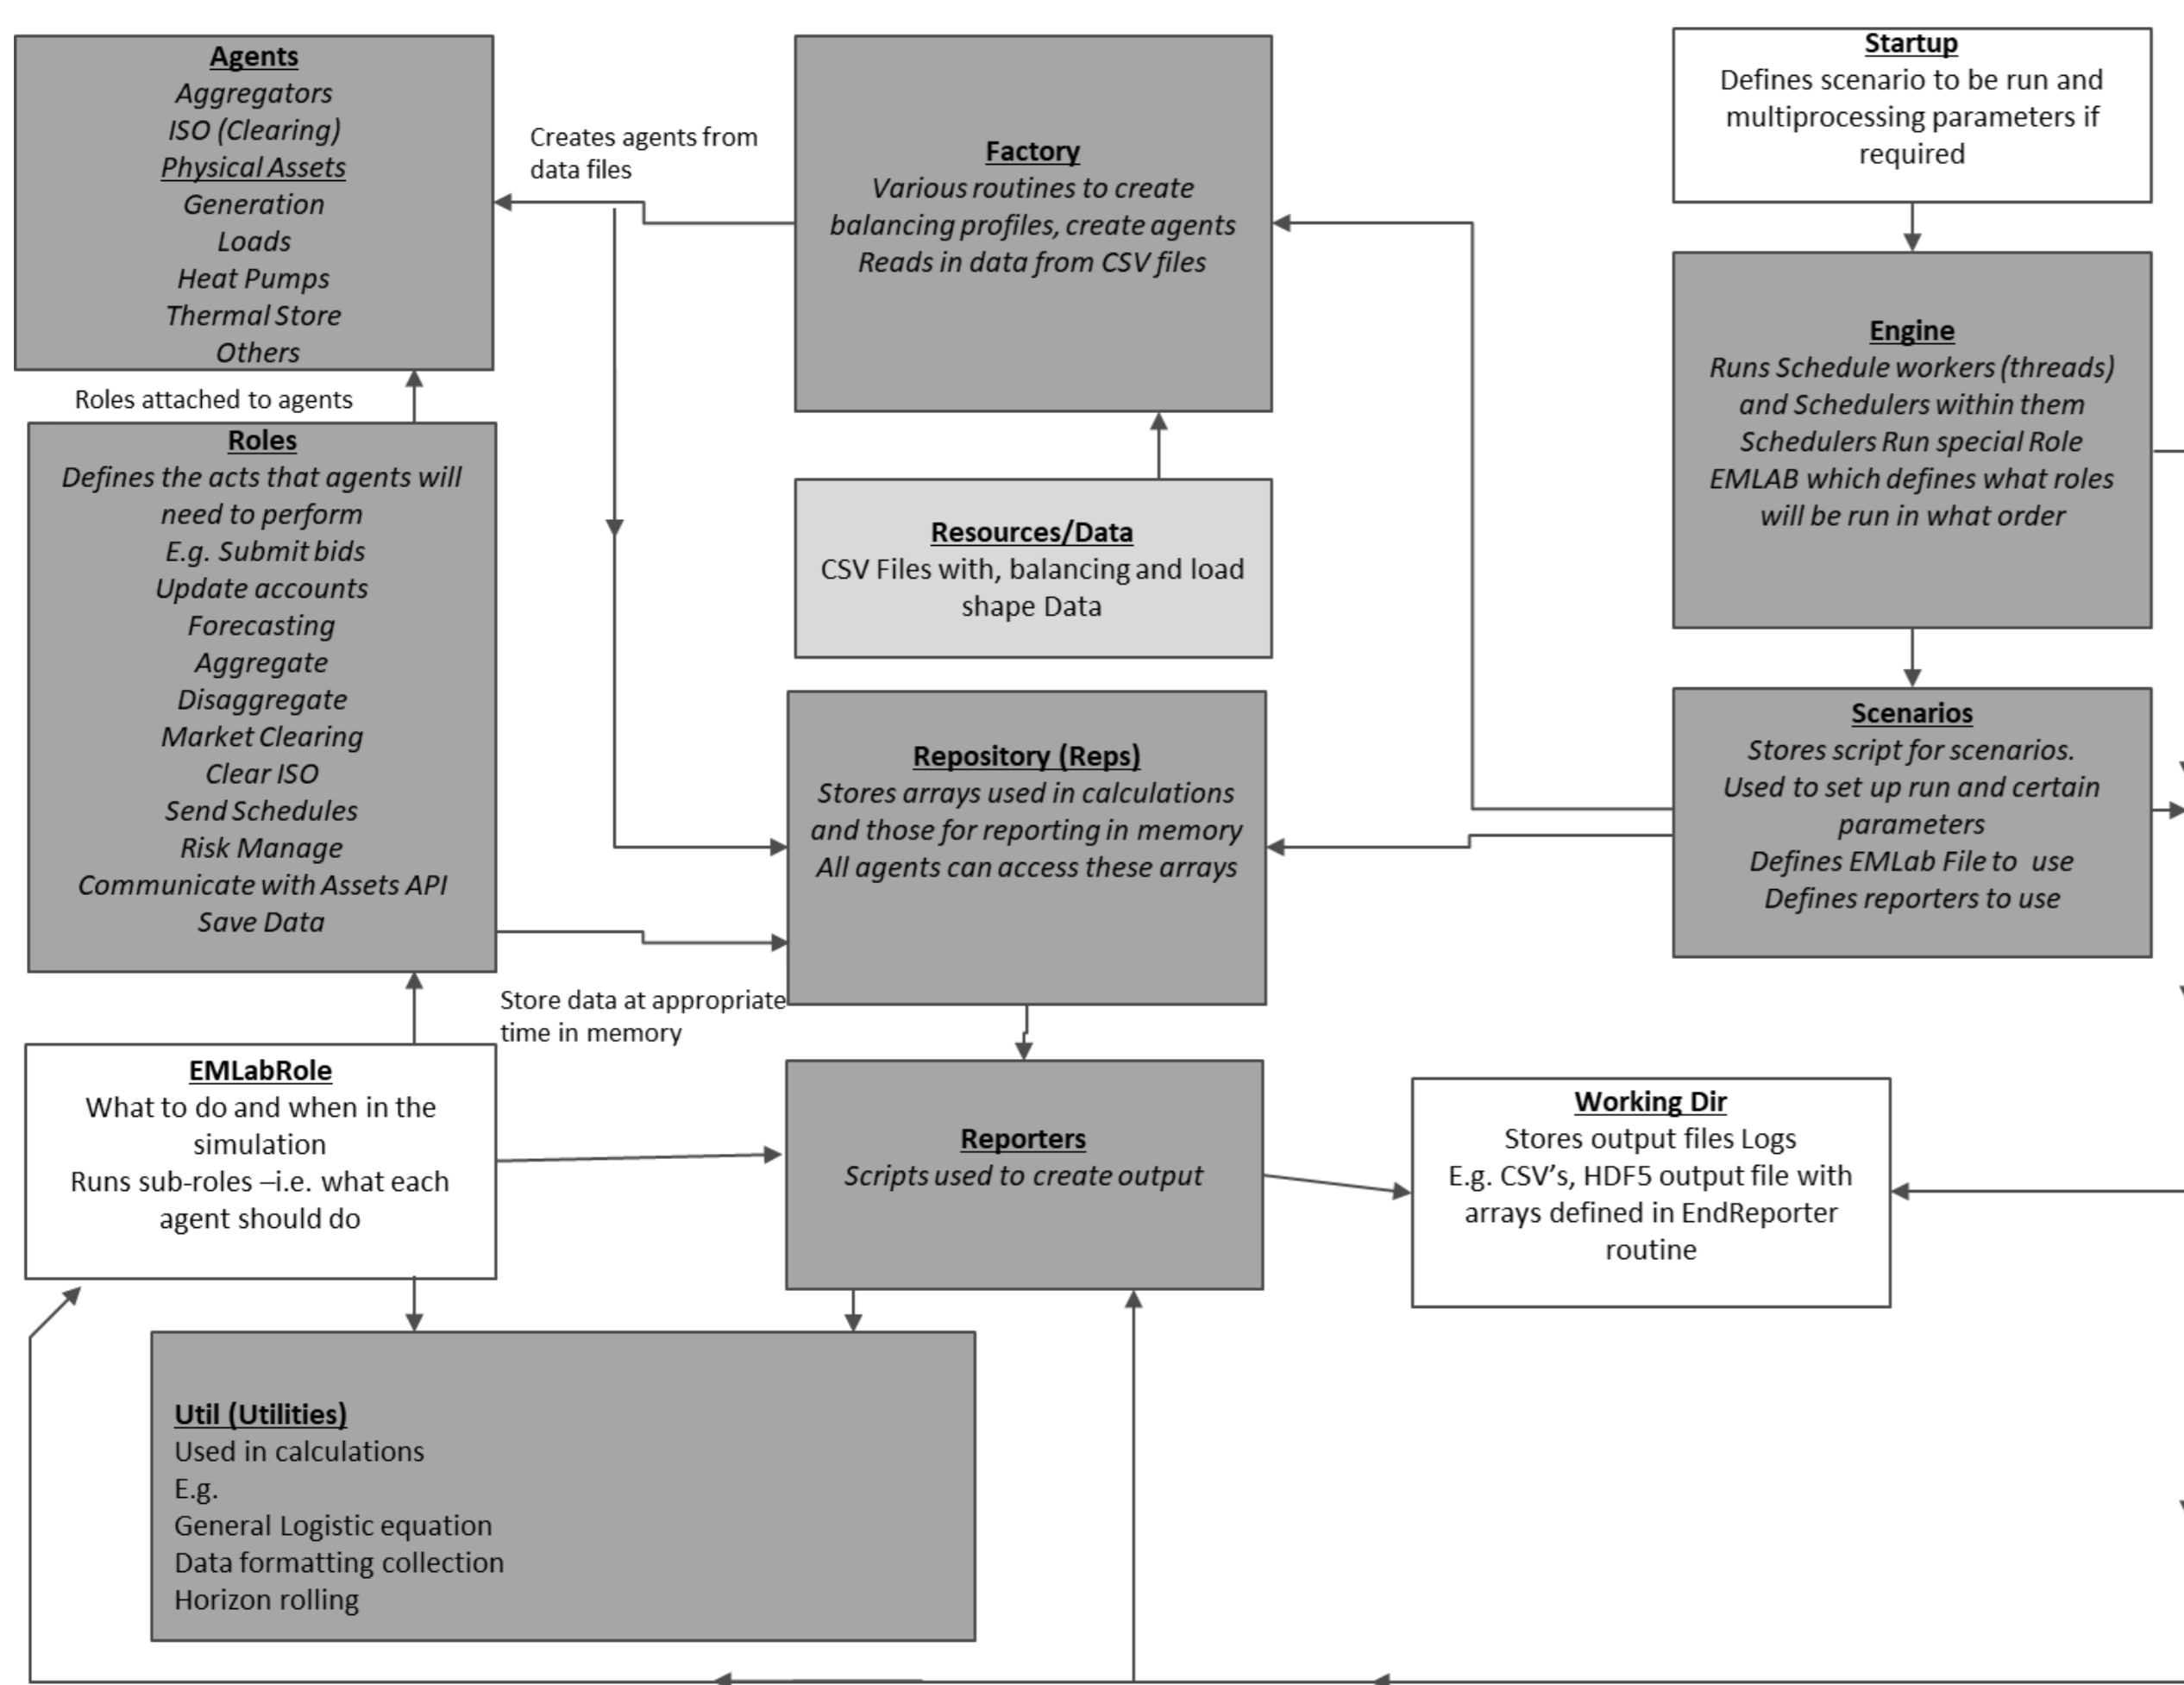 Agents
Aggregators
ISO (Clearing)
Physical Assets
Generation
Loads
Heat Pumps
Thermal Store
Others
Creates agents from
data files
Factory
Various routines to create
balancing profiles, create agents
Reads in data from CSV files
Startup
Defines scenario to be run and
multiprocessing parameters if
required
Engine
Runs Schedule workers (threads)
and Schedulers within them
Schedulers Run special Role
EMLAB which defines what roles
will be run in what order
Roles attached to agents
Roles
Defines the acts that agents will
need to perform
E.g. Submit bids
Update accounts
Forecasting
Aggregate
Disaggregate
Market Clearing
Clear ISO
Send Schedules
Risk Manage
Communicate with Assets API
Save Data
Resources/Data
CSV Files with, balancing and load
shape Data
Repository (Reps)
Stores arrays used in calculations
and those for reporting in memory
All agents can access these arrays
Scenarios
Stores script for scenarios.
Used to set up run and certain
parameters
Defines EMLab File to use
Defines reporters to use
Store data at appropriate
time in memory
EMLabRole
What to do and when in the
simulation
Runs sub-roles –i.e. what each
agent should do
Reporters
Scripts used to create output
Working Dir
Stores output files Logs
E.g. CSV’s, HDF5 output file with
arrays defined in EndReporter
routine
Util (Utilities)
Used in calculations
E.g.
General Logistic equation
Data formatting collection
Horizon rolling